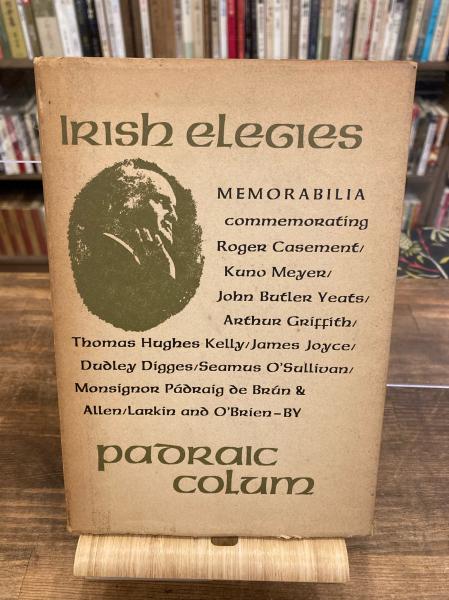 Irish Elegies
MEMORABILIA
commemorating
Roger Casement/
Kuno Meyer/
John Butler Yeats/
Arthur Griffith/
Thomas Hughes Kelly/James Joyce/
Dudley Digges/Seamus O'Sullivan/
Monsignor Pádraig de Brún &
Allen/Larkin and O'Brien–BY
padraic
colum